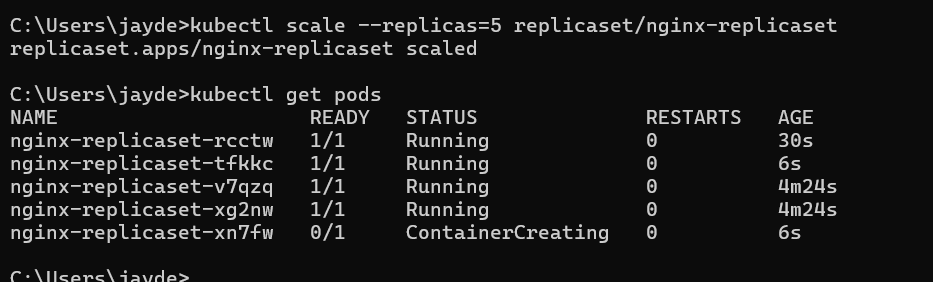 C:\Users\jayde>kubectl scale --replicas=5 replicaset/nginx-replicaset
replicaset.apps/nginx-replicaset scaled
C:\Users\jayde>kubectl get pods
NAME READY STATUS RESTARTS AGE
nginx-replicaset-rcctw 1/1 Running 0 30s
nginx-replicaset-tfkkc 1/1 Running 0 6s
nginx-replicaset-v7qzq 1/1 Running 0 4m24s
nginx-replicaset-xg2nw 1/1 Running 0 4m24s
nginx-replicaset-xn7fw 0/1 ContainerCreating 0 6s
C:\Users\jayde>